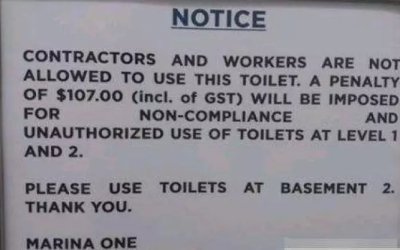 NOTICE
CONTRACTORS AND WORKERS ARE NOT
ALLOWED TO USE THIS TOILET. A PENALTY
OF $107.00 (incl. of GST) WILL BE IMPOSED
FOR NON-COMPLIANCE AND
UNAUTHORIZED USE OF TOILETS AT LEVEL 1
AND 2.
PLEASE USE TOILETS AT BASEMENT 2.
THANK YOU.
MARINA ONE